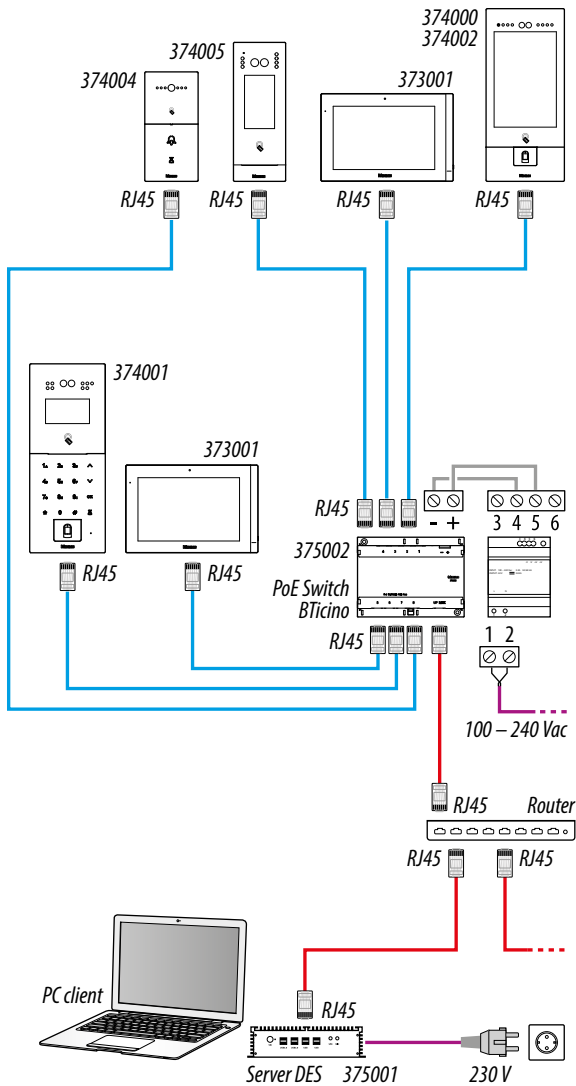 374000
374002
374005
374004
373001
RJ45
RJ45
RJ45
RJ45
374001
373001
RJ45
- +
3 4 5 6
375002
PoE Switch
BTicino
RJ45
RJ45
RJ45
1 2
100 – 240 Vac
RJ45
Router
RJ45
RJ45
PC client
RJ45
Server DES
375001
230 V